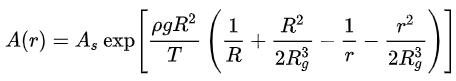 A(r) = A_s exp[ρgR²/T (1/R + R²/2R_g³ − 1/r − r²/2R_g³)]